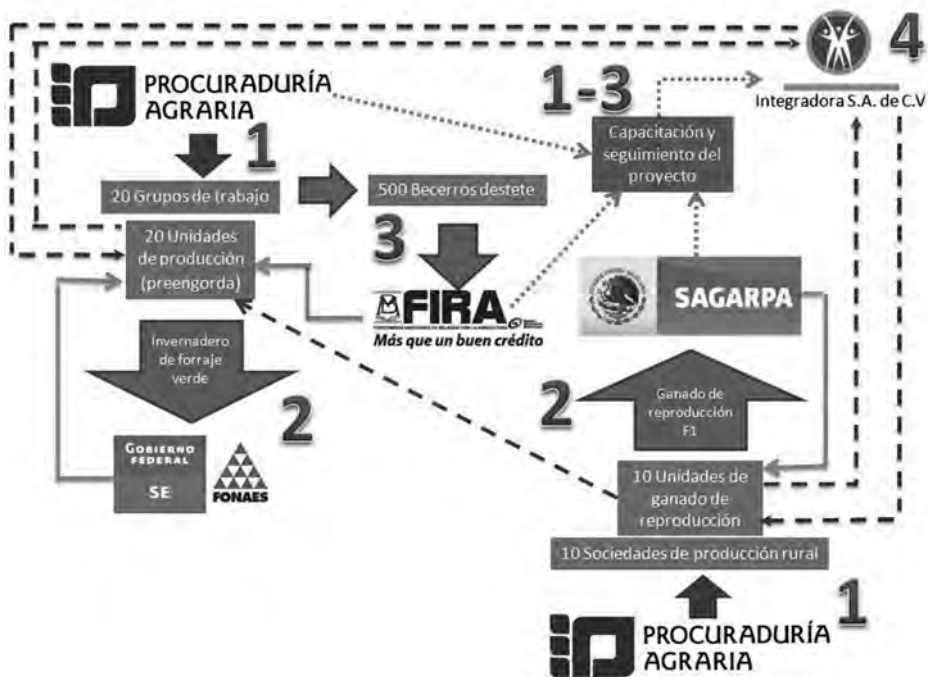 4
PROCURADURÍA
AGRARIA
1
1-3
Integradora S.A. de C.V
Capacitación y
seguimiento del
proyecto
20 Grupos de trabajo
500 Becerros destete
20 Unidades
de producción
(preengorda)
3
FIRA
Más que un buen crédito
SAGARPA
Invernadero
de forraje
verde
2
GOBIERNO
FEDERAL
SE
FONAES
2
Ganado de
reproducción
F1
10 Unidades de
ganado de
reproducción
10 Sociedades de producción rural
1
PROCURADURÍA
AGRARIA